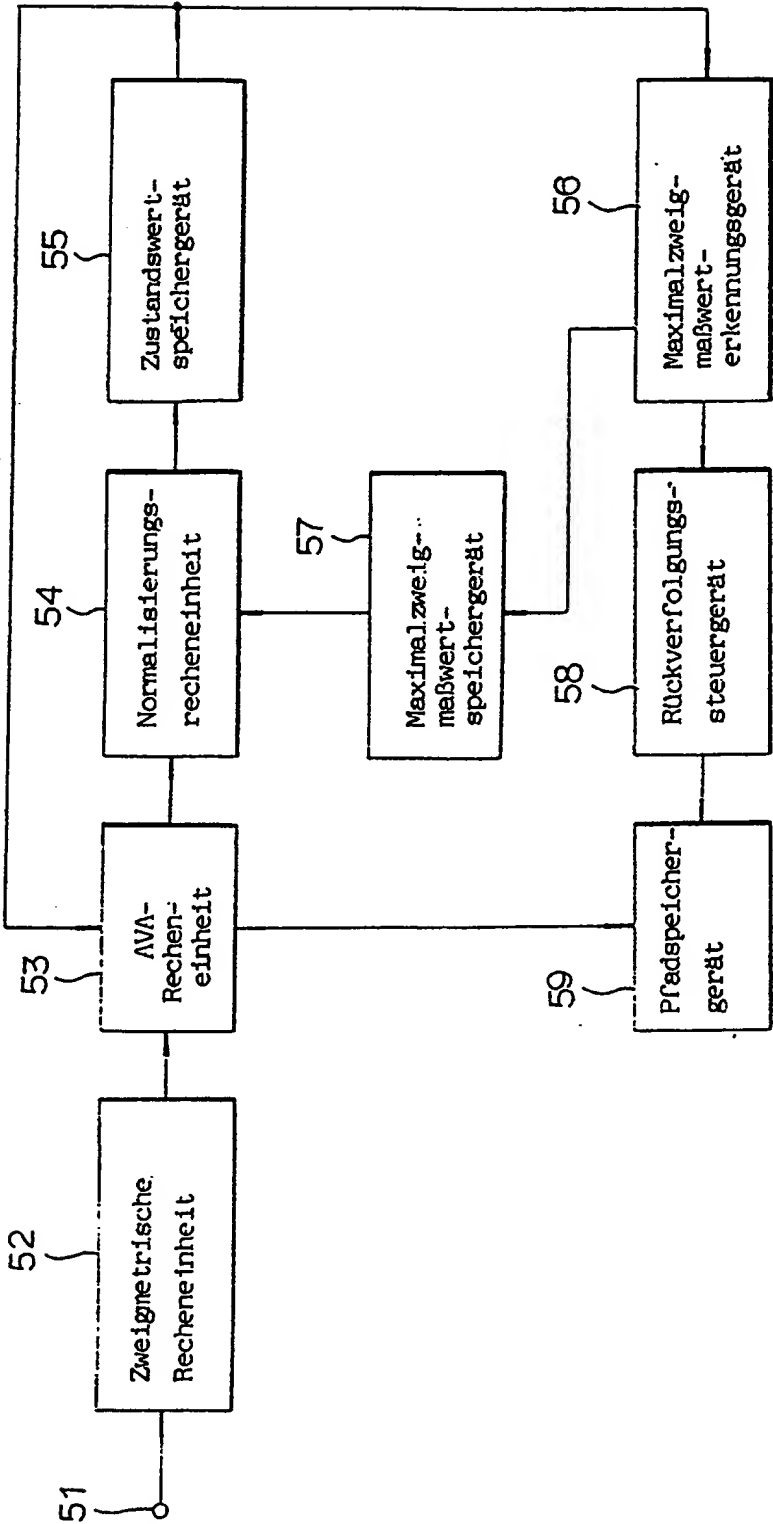 51
52
Zweigmetrische
Recheneinheit
53
AVA-
Rechen-
einheit
54
Normalisierungs-
recheneinheit
55
Zustandswert-
speichergerät
57
Maximalzweig-
maßwert-
speichergerät
56
Maximalzweig-
maßwert-
erkennungsgerät
58
Rückverfolgungs-
steuergerät
59
Pfadspeicher-
gerät